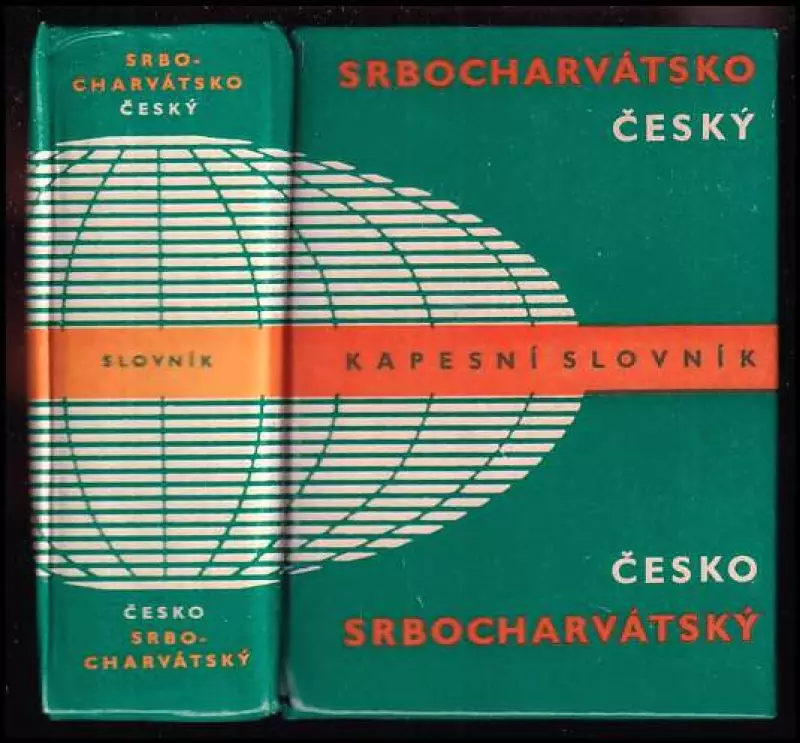 SRBO-
CHARVÁTSKO
ČESKÝ
SLOVNÍK
ČESKO
SRBO-
CHARVÁTSKÝ
SRBOCHARVÁTSKO
ČESKÝ
KAPESNÍ SLOVNÍK
ČESKO
SRBOCHARVÁTSKÝ